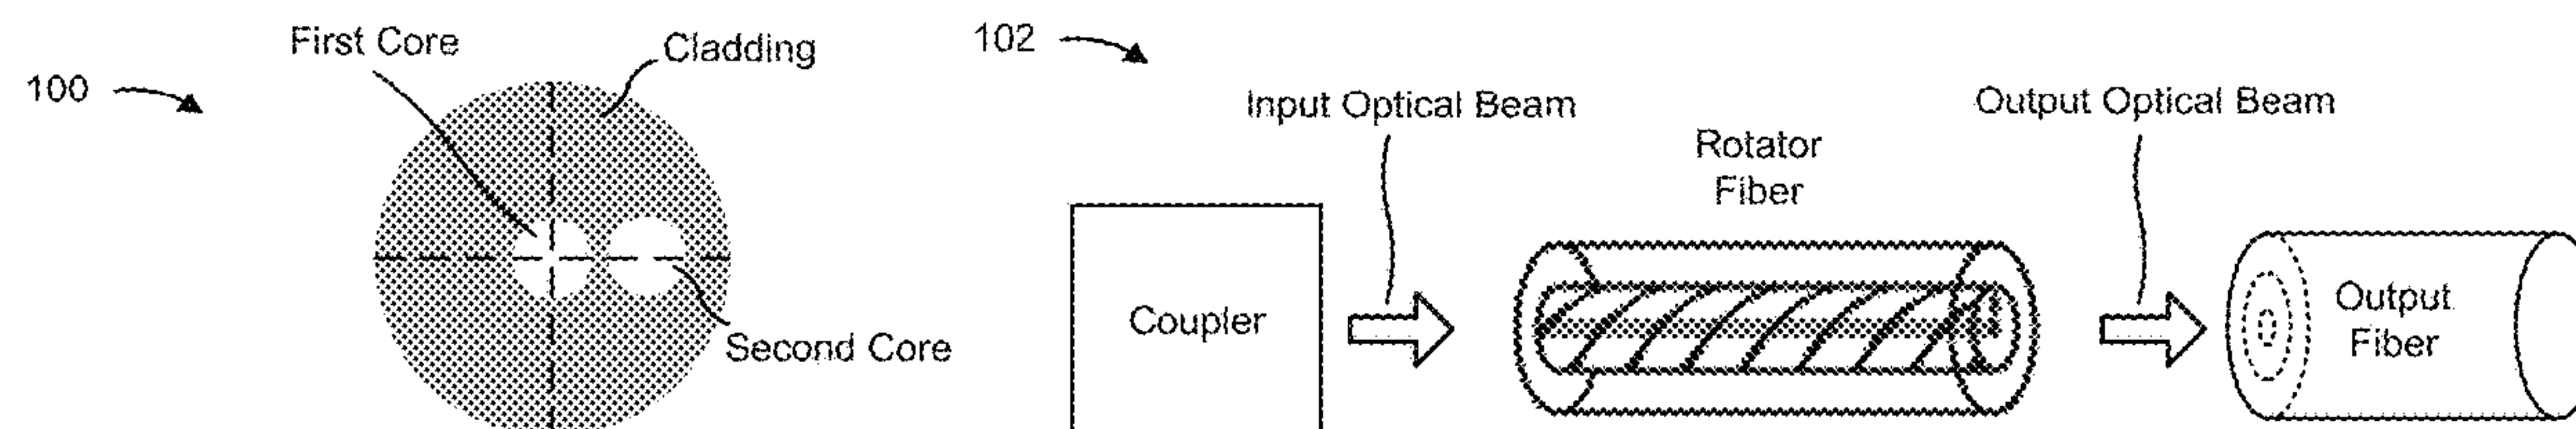 100
First Core
Cladding
Second Core
102
Input Optical Beam
Output Optical Beam
Rotator
Fiber
Coupler
Output
Fiber